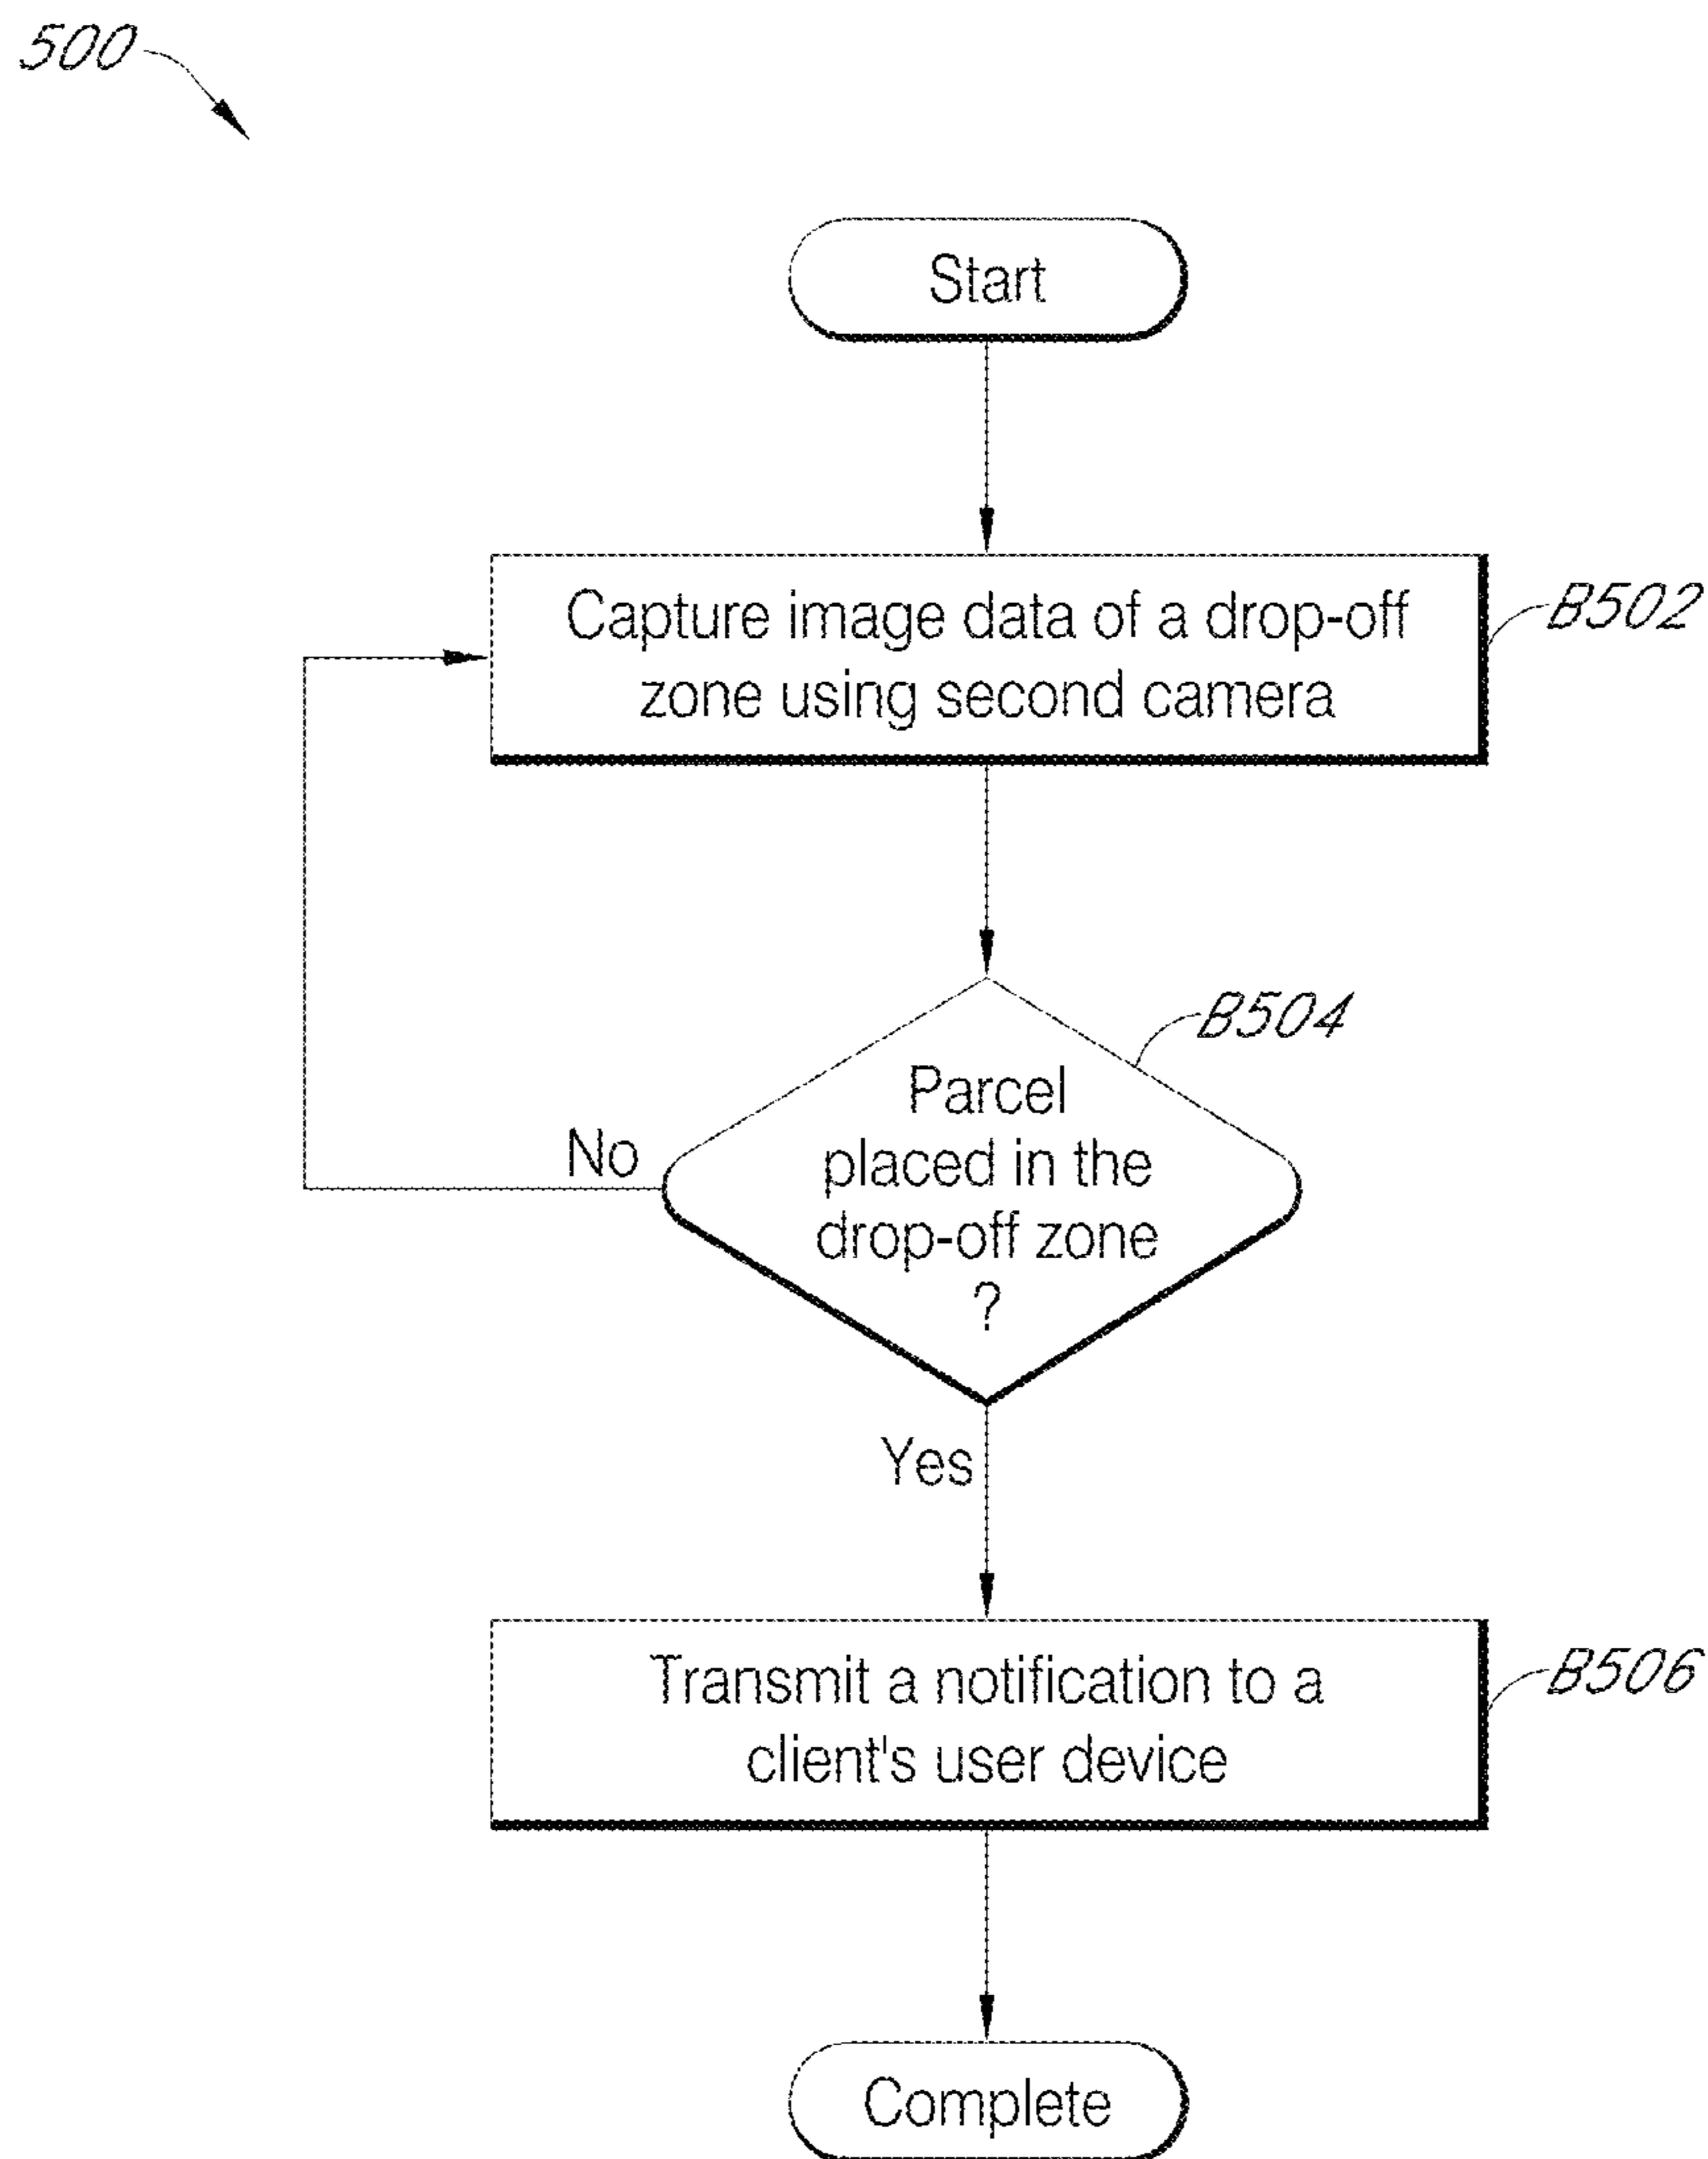 500
Start
Capture image data of a drop-off
zone using second camera
B502
B504
Parcel
placed in the
drop-off zone
?
No
Yes
Transmit a notification to a
client's user device
B506
Complete